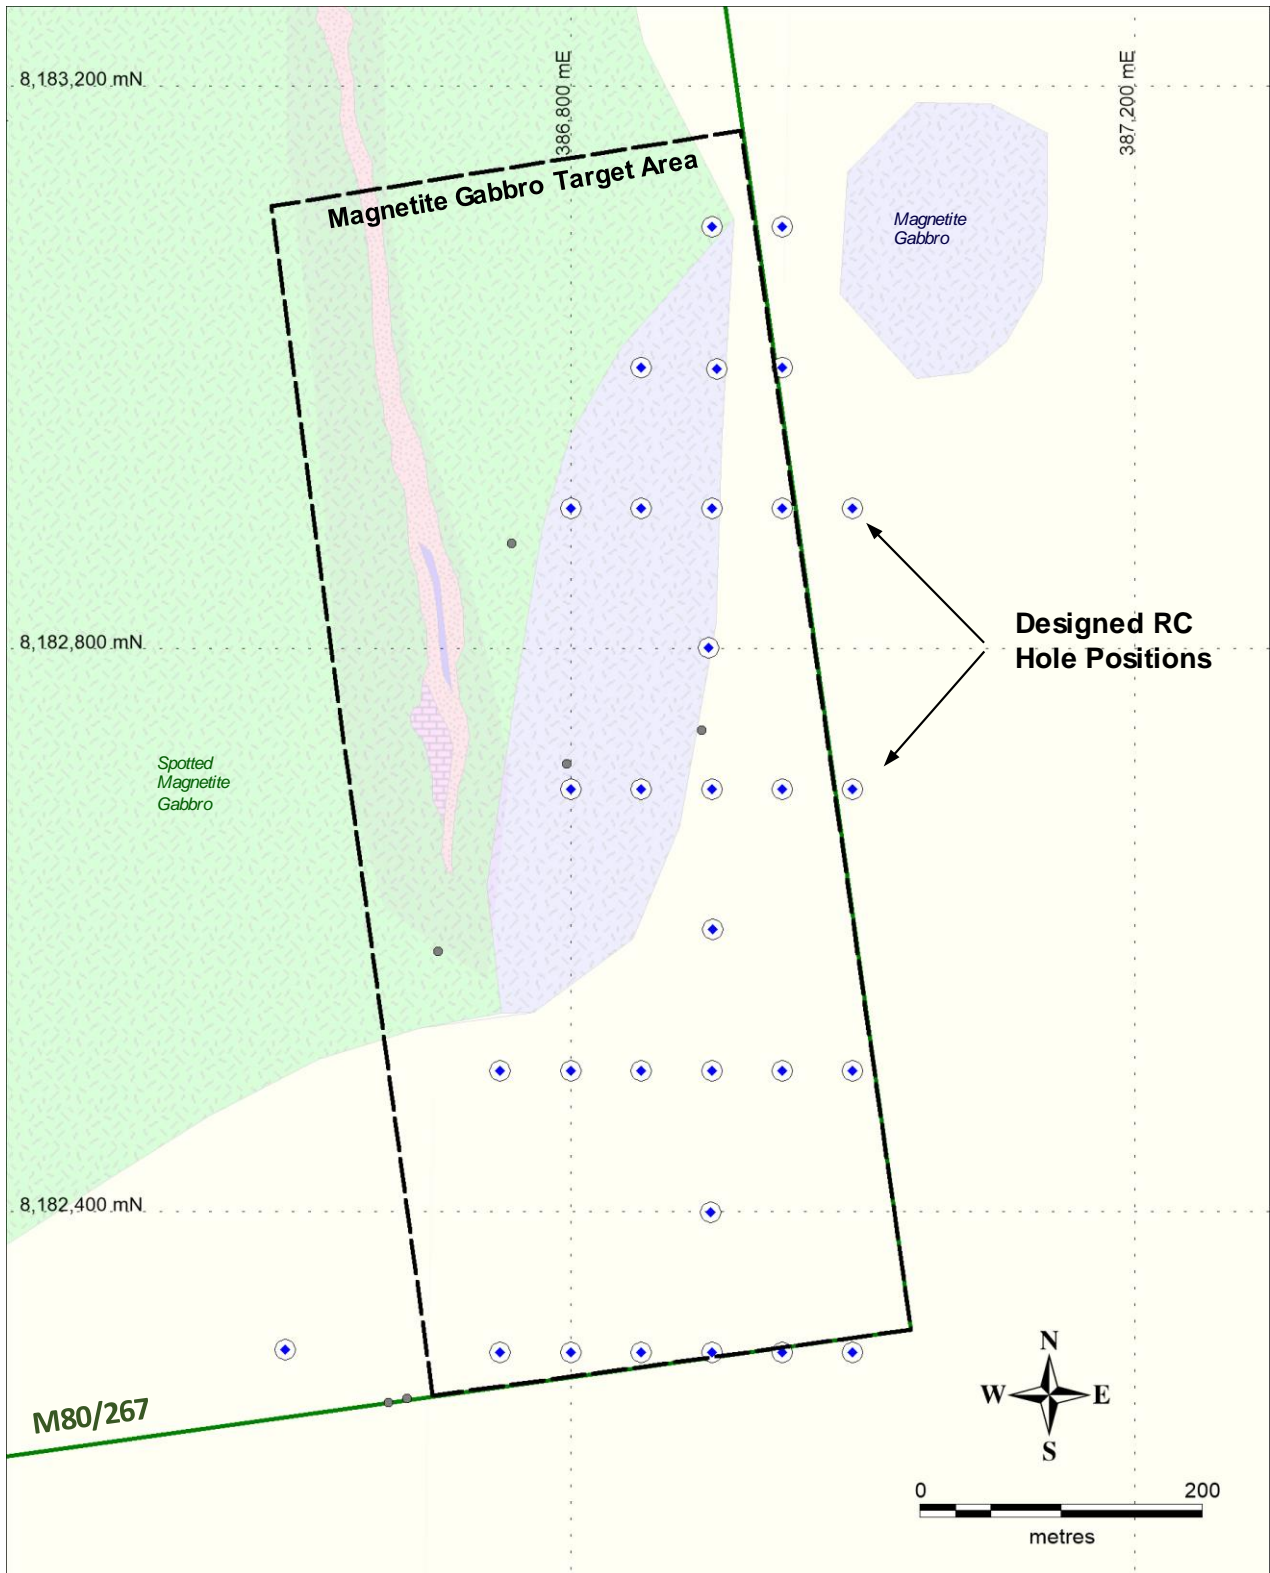 386,800 mE
387,200 mE
8,183,200 mN
Magnetite Gabbro Target Area
Magnetite
Gabbro
Designed RC
Hole Positions
8,182,800 mN
Spotted
Magnetite
Gabbro
8,182,400 mN
N
W E
S
M80/267
0 200
metres